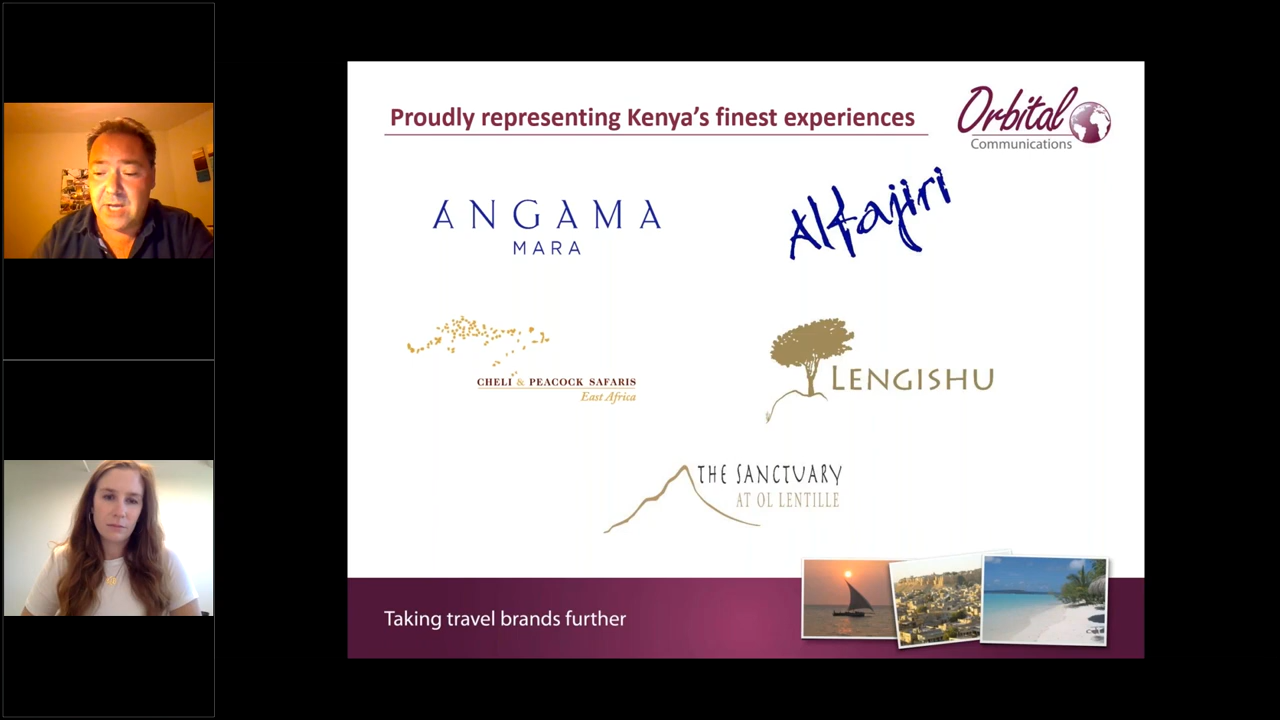 Proudly representing Kenya's finest experiences
Orbital
Communications
ANGAMA
MARA
Alfajiri
CHELI & PEACOCK SAFARIS
East Africa
LENGISHU
THE SANCTUARY
AT OL LENTILLE
Taking travel brands further